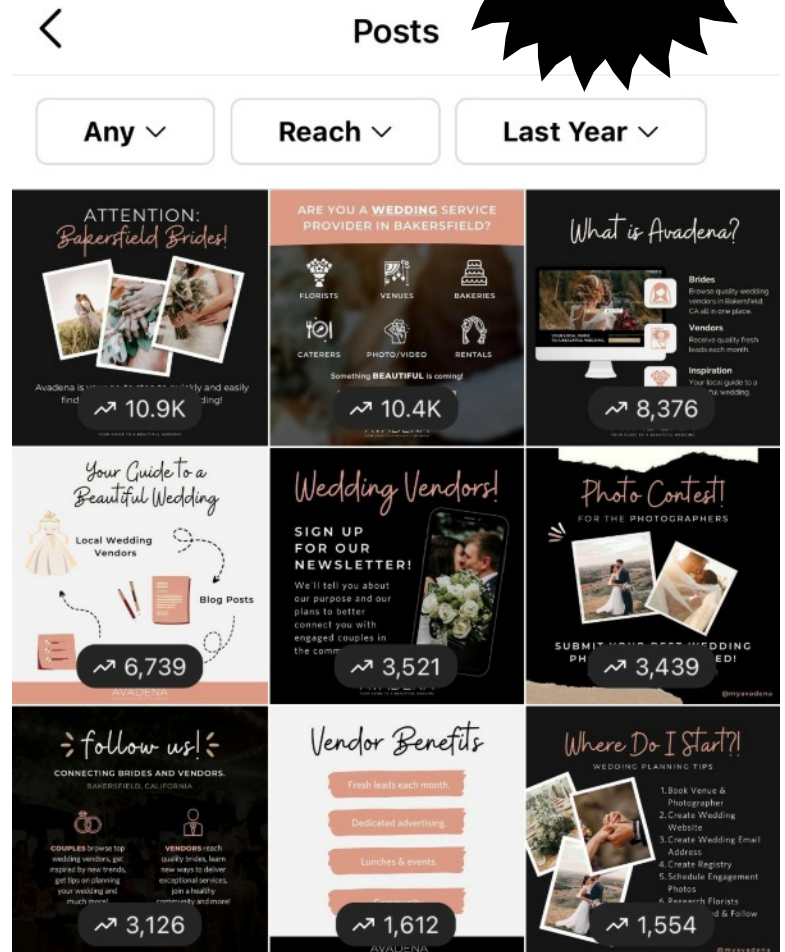 Posts
Any
Reach
Last Year
ATTENTION:
Bakersfield Brides!
Avadena is
and easily
find
10.9K
ARE YOU A WEDDING SERVICE
PROVIDER IN BAKERSFIELD?
FLORISTS
VENUES
BAKERIES
CATERERS
PHOTO/VIDEO
RENTALS
Something BEAUTIFUL is coming!
10.4K
What is Avadena?
Brides
Browse quality wedding
vendors in Bakersfield
CA all in one place.
Vendors
Receive quality fresh
leads each month.
Inspiration
Your local guide to a
wedding.
8,376
Your Guide to a
Beautiful Wedding
Local Wedding
Vendors
Blog Posts
6,739
AVADENA
Wedding Vendors!
SIGN UP
FOR OUR
NEWSLETTER!
We'll tell you about
our purpose and our
plans to better
connect you with
engaged couples in
the
3,521
Photo Contest!
FOR THE PHOTOGRAPHERS
SUBMIT YOUR BEST WEDDING
3,439
@myavadena
follow us!
CONNECTING BRIDES AND VENDORS.
BAKERSFIELD, CALIFORNIA
COUPLES browse top
wedding vendors, get
inspired by new trends,
get tips on planning
your wedding and
much more!
VENDORS reach
quality brides, learn
new ways to deliver
exceptional services,
join a healthy
community and more!
3,126
Vendor Benefits
Fresh leads each month.
Dedicated advertising.
Lunches & events.
1,612
AVADENA
Where Do I Start?!
WEDDING PLANNING TIPS
1. Book Venue &
Photographer
2. Create Wedding
Website
3. Create Wedding Email
Address
4. Create Registry
5. Schedule Engagement
Photos
6. Research Florists
& Follow
1,554
@myavadena